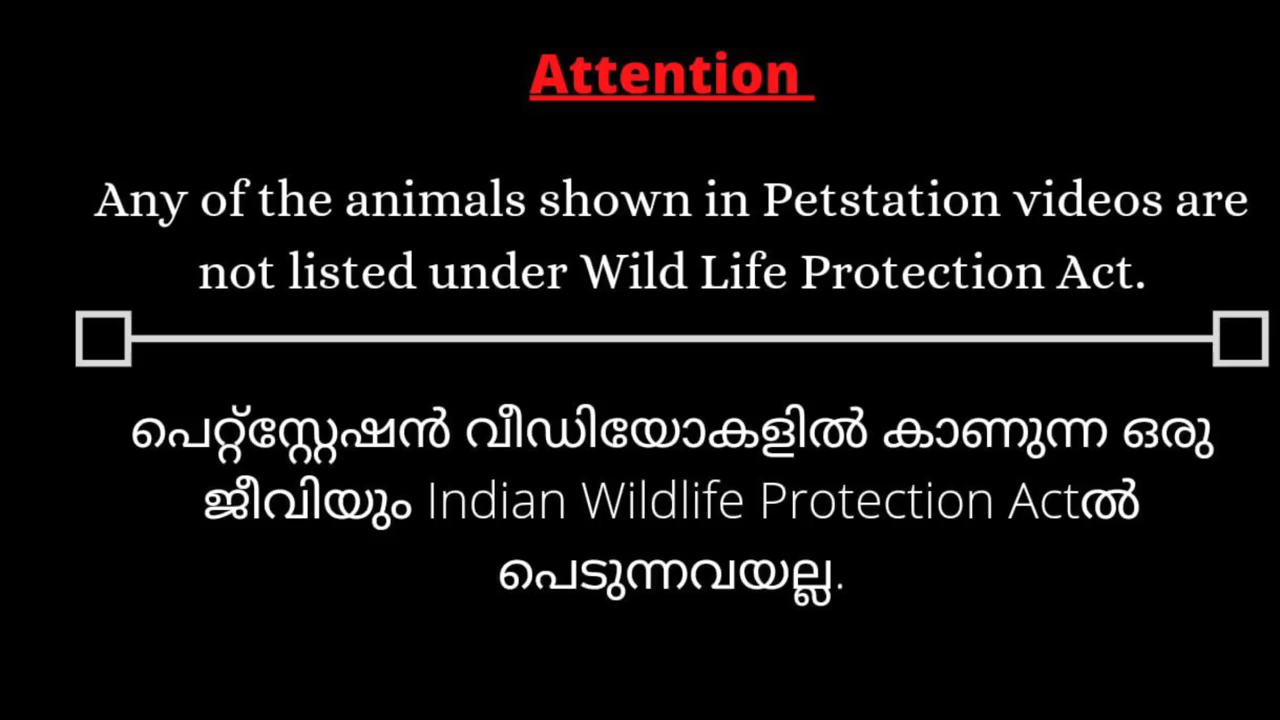 Attention
Any of the animals shown in Petstation videos are
not listed under Wild Life Protection Act.
പെറ്റ്സ്റ്റേഷൻ വീഡിയോകളിൽ കാണുന്ന ഒരു
ജീവിയും Indian Wildlife Protection Actൽ
പെടുന്നവയല്ല.